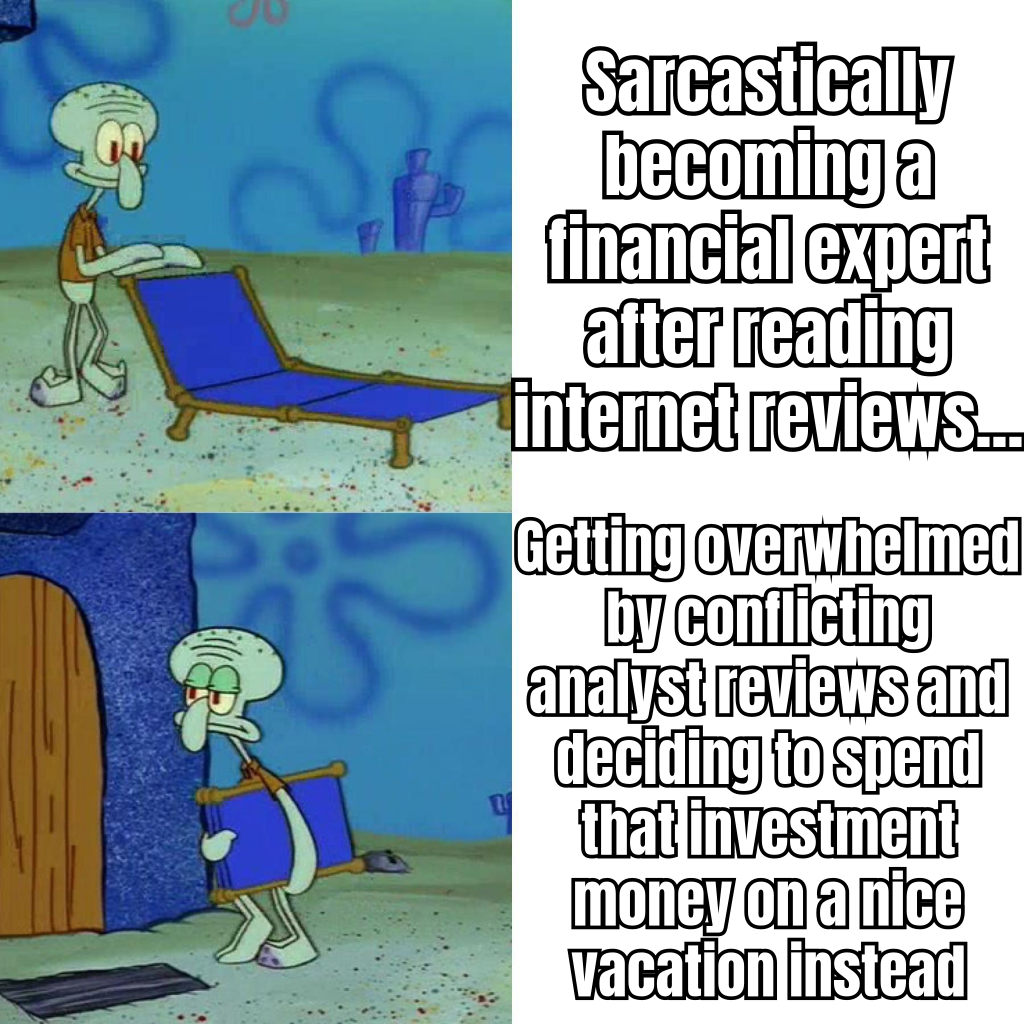 Sarcastically
becoming a
financial expert
after reading
internet reviews...
Getting overwhelmed
by conflicting
analyst reviews and
deciding to spend
that investment
money on a nice
vacation instead